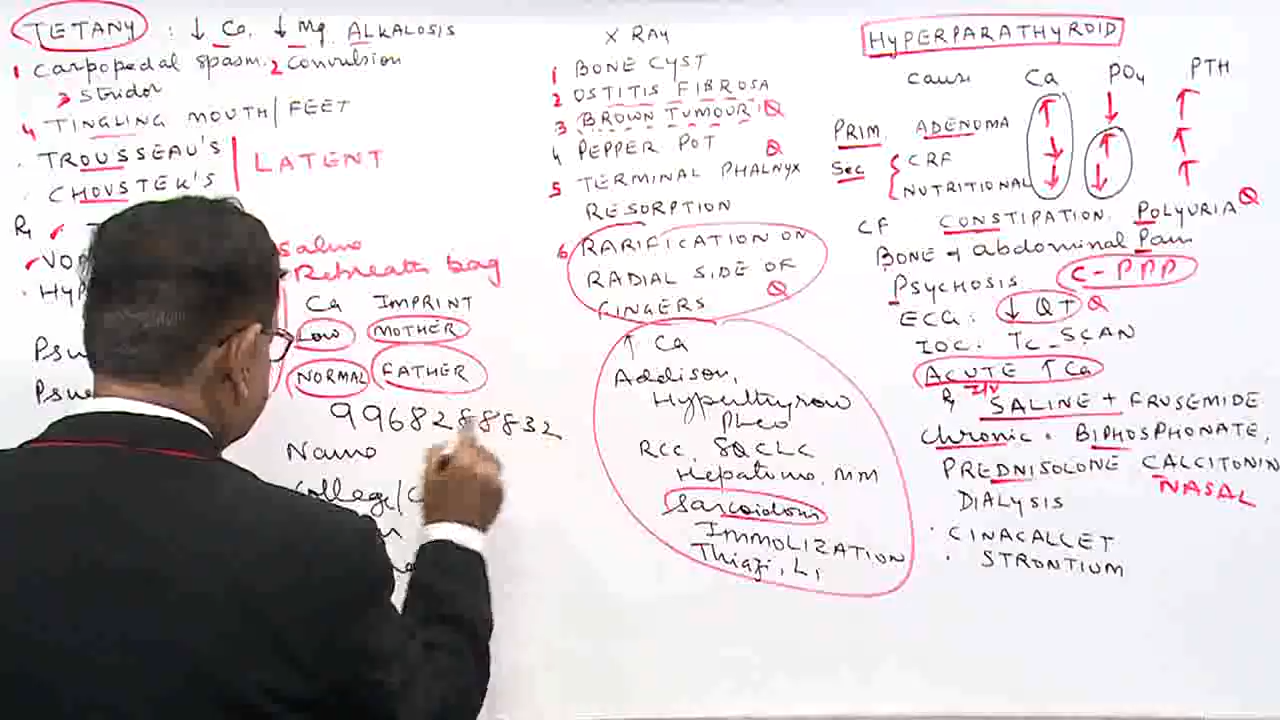 TETANY : ↓ Ca. ↓ Mg. ALKALOSIS
1 Carpopedal spasm. 2 Convulsion
3 Stridor
4 TINGLING MOUTH/FEET
. TROUSSEAU'S
. CHOVSTEK'S
LATENT
R
saline
Rebreath bag
Ca IMPRINT
LOW MOTHER
NORMAL FATHER
9968288832
Name
College/
X RAY
1 BONE CYST
2 OSTITIS FIBROSA
3 BROWN TUMOUR Q
4 PEPPER POT Q
5 TERMINAL PHALNYX
RESORPTION
6 RARIFICATION ON
RADIAL SIDE OF
FINGERS Q
↑ Ca
Addison,
Hyperthyrow
Pheo
RCC, SQCLC
Hepatoma, MM
Sarcoidosis
IMMOLIZATION
Thiazi, Li
HYPERPARATHYROID
cause Ca PO4 PTH
PRIM. ADENOMA ↑ ↓ ↑
Sec { CRF ↓ ↑ ↑
NUTRITIONAL ↓ ↓ ↑
CF CONSTIPATION. POLYURIA Q
BONE + abdominal Pain
Psychosis C-PPP
ECG: ↓ QT Q
IOC: Tc-SCAN
ACUTE ↑ Ca
R I/V SALINE + FRUSEMIDE
Chronic. BIPHOSPHONATE,
PREDNISOLONE CALCITONIN
NASAL
DIALYSIS
. CINACALCET
. STRONTIUM